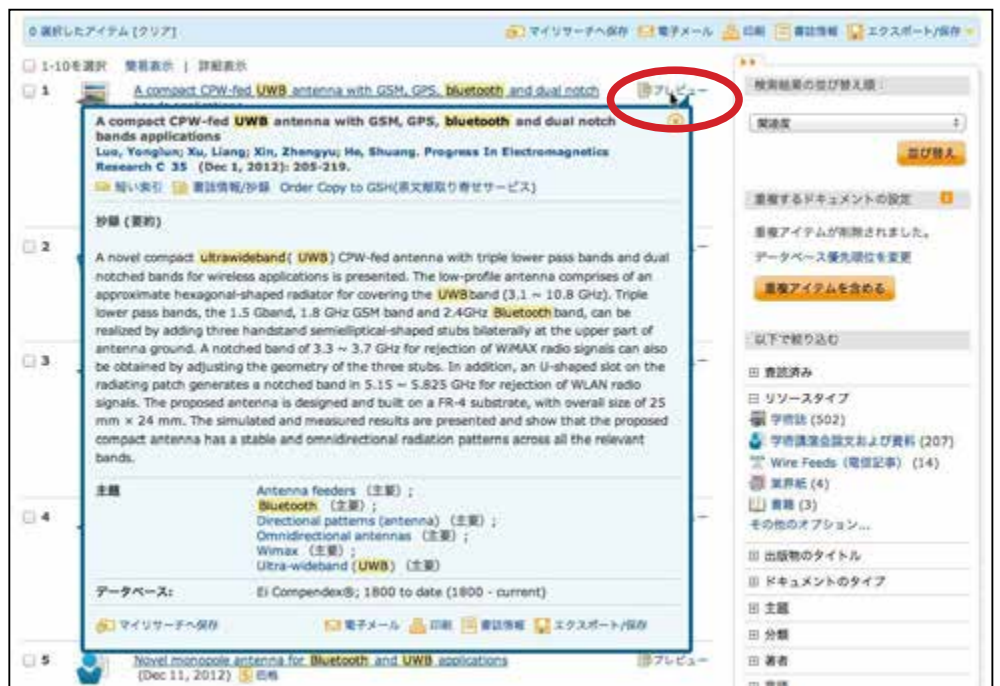 0 選択したアイテム [クリア]
マイリサーチへ保存 電子メール 印刷 書誌情報 エクスポート/保存
1-10を選択 簡易表示 | 詳細表示
1 A compact CPW-fed UWB antenna with GSM, GPS, bluetooth and dual notch プレビュー
bands applications
A compact CPW-fed UWB antenna with GSM, GPS, bluetooth and dual notch
bands applications
Luo, Yonglun; Xu, Liang; Xin, Zhengyu; He, Shuang. Progress In Electromagnetics
Research C 35 (Dec 1, 2012): 205-219.
短い索引 書誌情報/抄録 Order Copy to GSH(原文献取り寄せサービス)
抄録 (要約)
A novel compact ultrawideband( UWB) CPW-fed antenna with triple lower pass bands and dual
notched bands for wireless applications is presented. The low-profile antenna comprises of an
approximate hexagonal-shaped radiator for covering the UWBband (3.1 ~ 10.8 GHz). Triple
lower pass bands, the 1.5 Gband, 1.8 GHz GSM band and 2.4GHz Bluetooth band, can be
realized by adding three handstand semielliptical-shaped stubs bilaterally at the upper part of
antenna ground. A notched band of 3.3 ~ 3.7 GHz for rejection of WiMAX radio signals can also
be obtained by adjusting the geometry of the three stubs. In addition, an U-shaped slot on the
radiating patch generates a notched band in 5.15 ~ 5.825 GHz for rejection of WLAN radio
signals. The proposed antenna is designed and built on a FR-4 substrate, with overall size of 25
mm × 24 mm. The simulated and measured results are presented and show that the proposed
compact antenna has a stable and omnidirectional radiation patterns across all the relevant
bands.
主題
Antenna feeders (主要) ;
Bluetooth (主要) ;
Directional patterns (antenna) (主要) ;
Omnidirectional antennas (主要) ;
Wimax (主要) ;
Ultra-wideband (UWB) (主要)
データベース: Ei Compendex®; 1800 to date (1800 - current)
マイリサーチへ保存 電子メール 印刷 書誌情報 エクスポート/保存
2
3
4
5 Novel monopole antenna for Bluetooth and UWB applications プレビュー
(Dec 11, 2012) $ 価格
検索結果の並び替え順：
関連度
並び替え
重複するドキュメントの設定
重複アイテムが削除されました。
データベース優先順位を変更
重複アイテムを含める
以下で絞り込む
査読済み
リソースタイプ
学術誌 (502)
学術講演会論文および資料 (207)
Wire Feeds (電信記事) (14)
業界紙 (4)
書籍 (3)
その他のオプション...
出版物のタイトル
ドキュメントのタイプ
主題
分類
著者